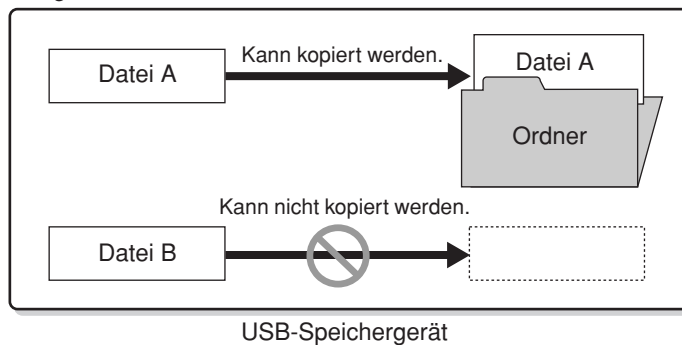 Kann kopiert werden.
Datei A
Datei A
Ordner
Kann nicht kopiert werden.
Datei B
USB-Speichergerät